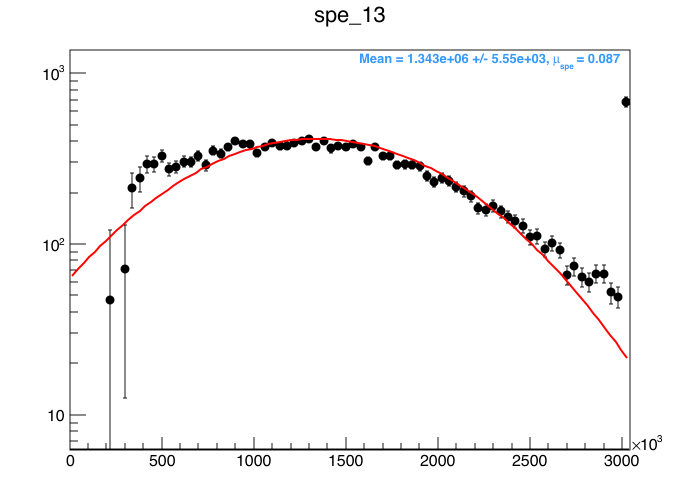 spe_13
Mean = 1.343e+06 +/- 5.55e+03, μspe = 0.087
10³
10²
10
0 500 1000 1500 2000 2500 3000 ×10³